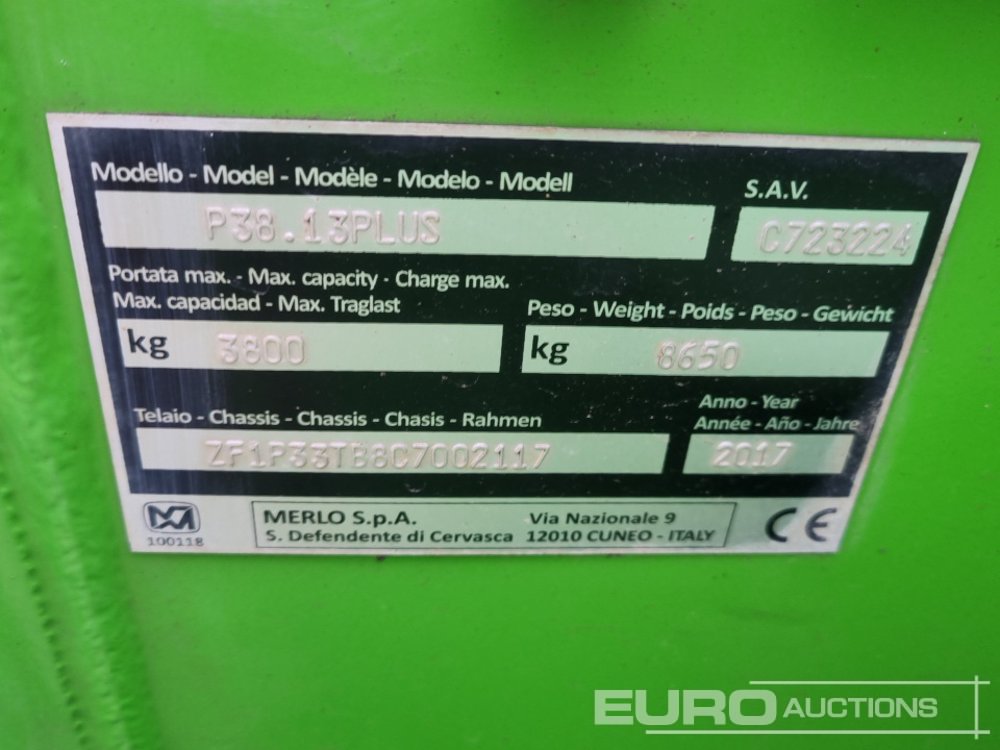 Modello - Model - Modèle - Modelo - Modell
S.A.V.
P38.13PLUS
C723224
Portata max. - Max. capacity - Charge max.
Max. capacidad - Max. Traglast
Peso - Weight - Poids - Peso - Gewicht
kg 3800
kg 8650
Telaio - Chassis - Chassis - Chasis - Rahmen
Anno - Year
Année - Año - Jahre
ZF1P33TB8C7002117
2017
100118
MERLO S.p.A. Via Nazionale 9
S. Defendente di Cervasca 12010 CUNEO - ITALY
CE
EURO AUCTIONS